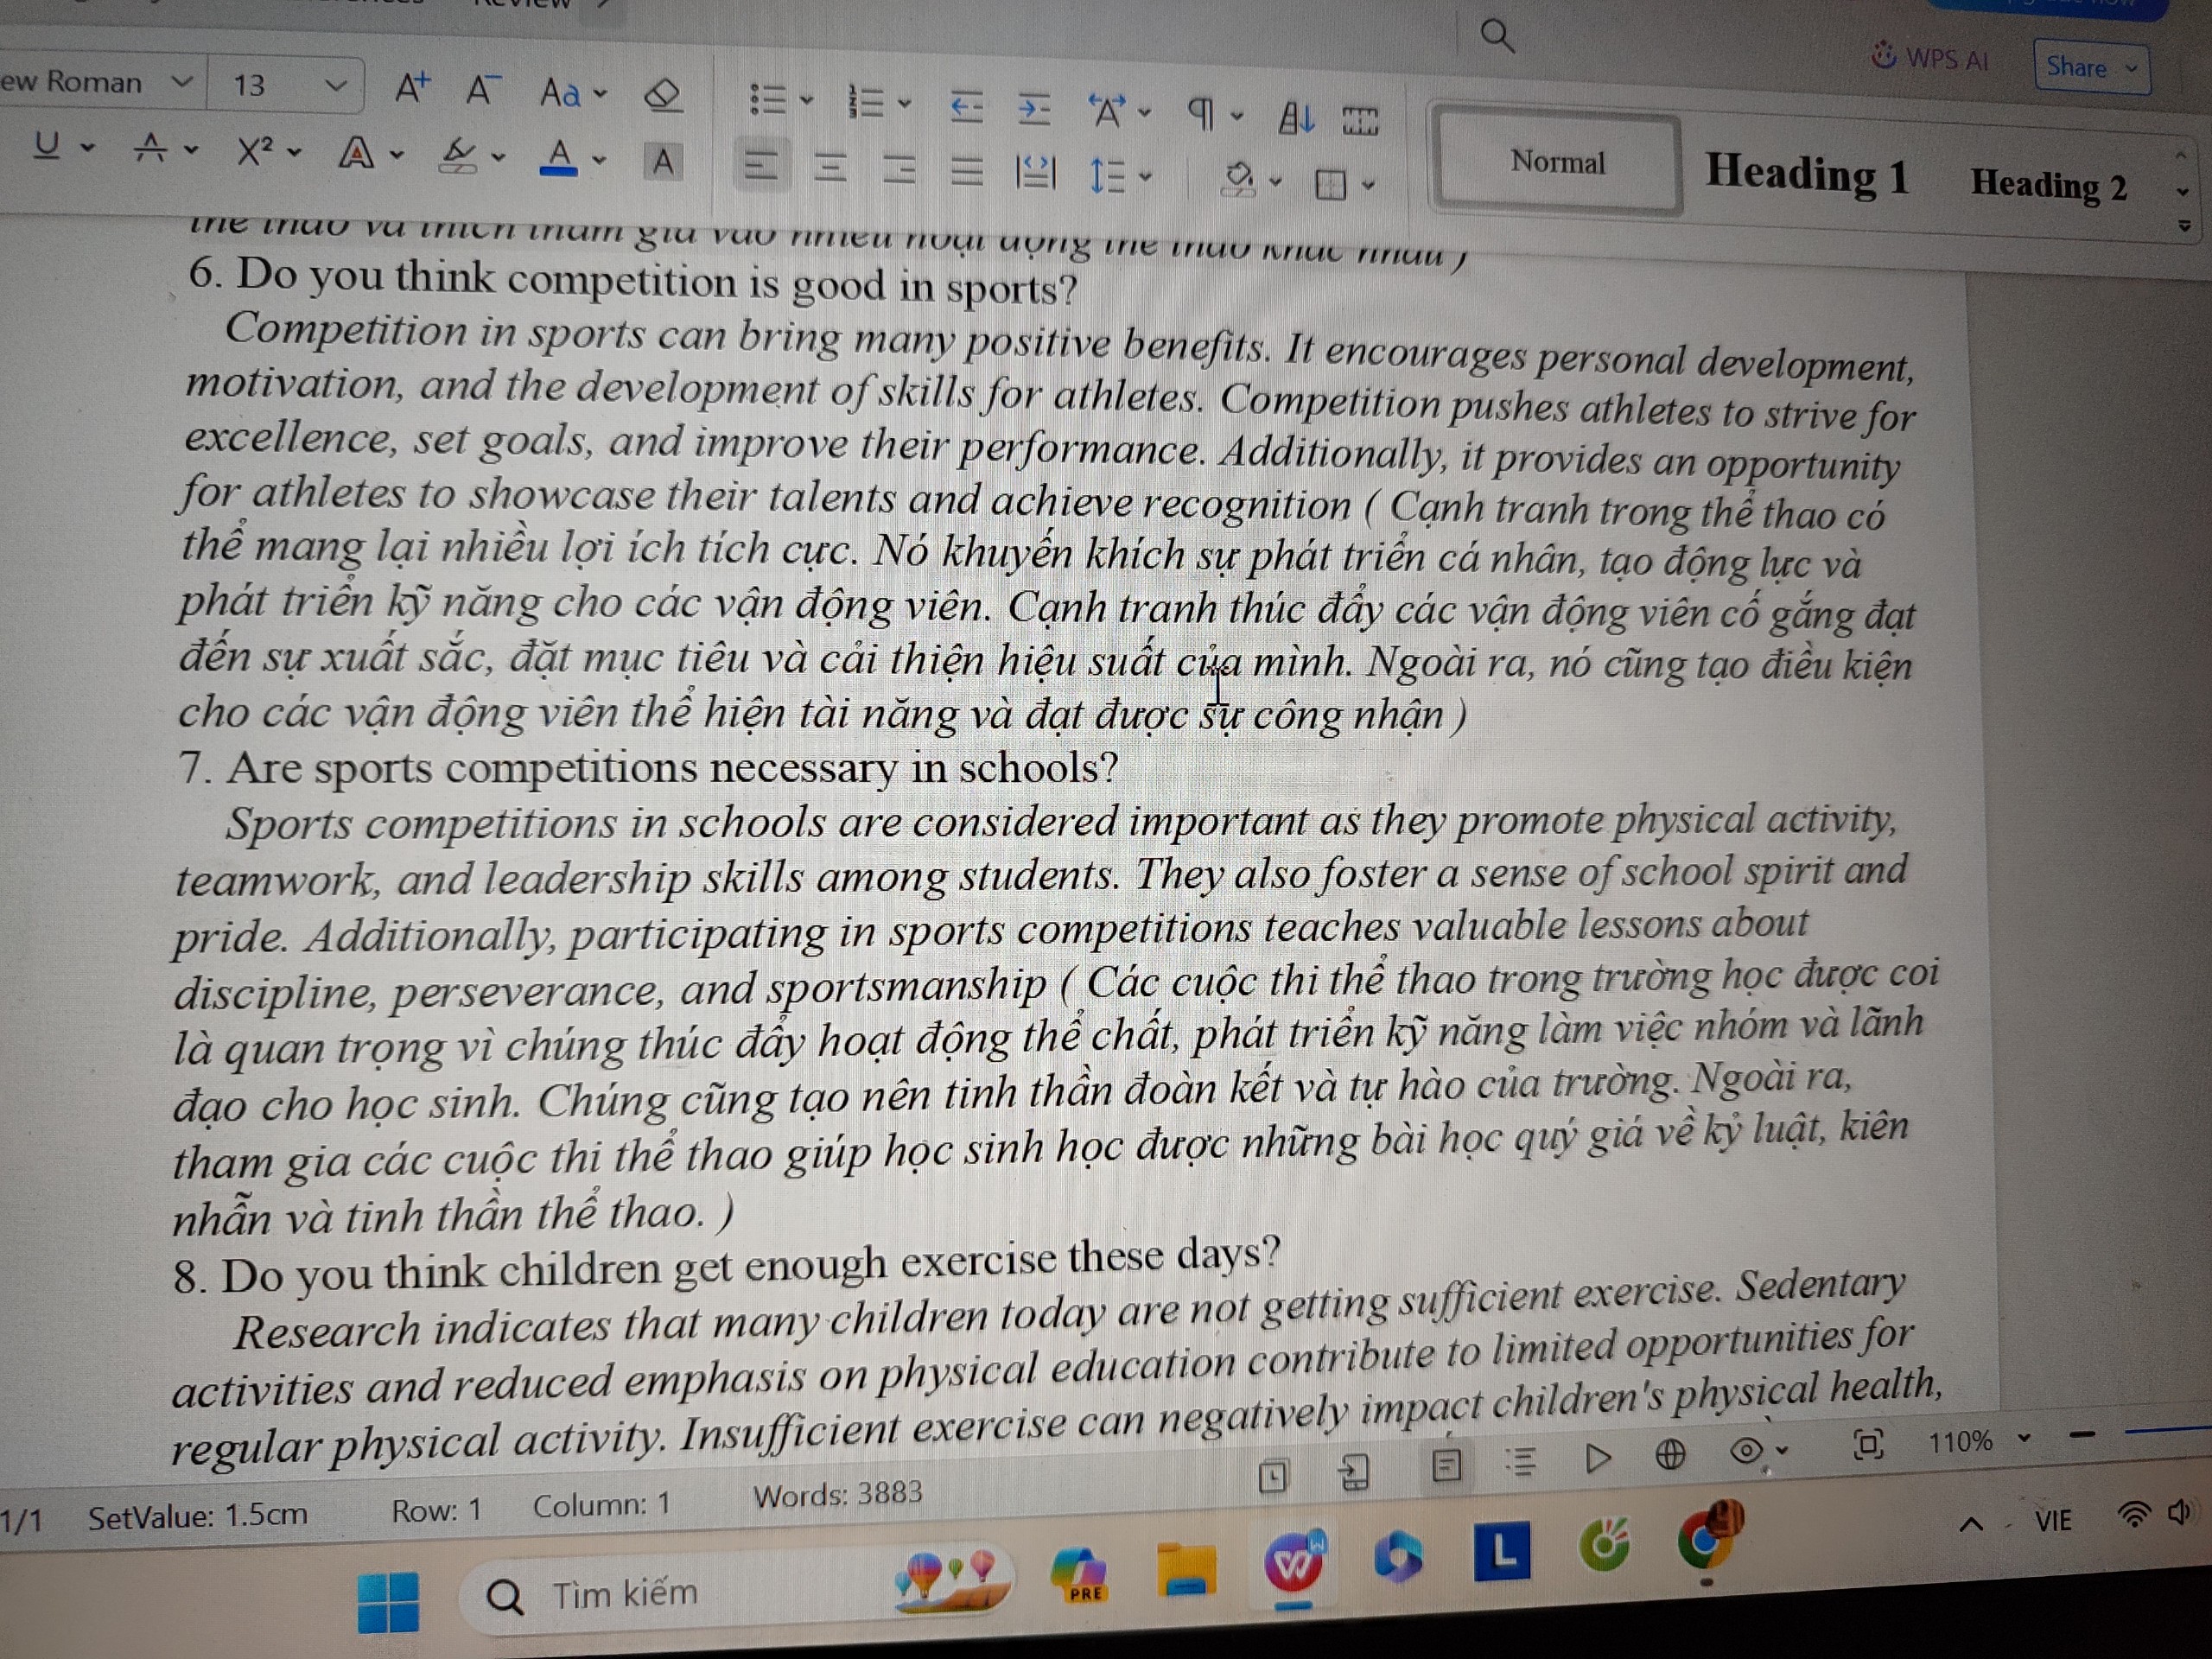 Review
WPS AI
Share
ew Roman
13
Normal
Heading 1
Heading 2
thể thao và thích tham gia vào nhiều hoạt động thể thao khác nhau )
6. Do you think competition is good in sports?
Competition in sports can bring many positive benefits. It encourages personal development,
motivation, and the development of skills for athletes. Competition pushes athletes to strive for
excellence, set goals, and improve their performance. Additionally, it provides an opportunity
for athletes to showcase their talents and achieve recognition ( Cạnh tranh trong thể thao có
thể mang lại nhiều lợi ích tích cực. Nó khuyến khích sự phát triển cá nhân, tạo động lực và
phát triển kỹ năng cho các vận động viên. Cạnh tranh thúc đẩy các vận động viên cố gắng đạt
đến sự xuất sắc, đặt mục tiêu và cải thiện hiệu suất của mình. Ngoài ra, nó cũng tạo điều kiện
cho các vận động viên thể hiện tài năng và đạt được sự công nhận )
7. Are sports competitions necessary in schools?
Sports competitions in schools are considered important as they promote physical activity,
teamwork, and leadership skills among students. They also foster a sense of school spirit and
pride. Additionally, participating in sports competitions teaches valuable lessons about
discipline, perseverance, and sportsmanship ( Các cuộc thi thể thao trong trường học được coi
là quan trọng vì chúng thúc đẩy hoạt động thể chất, phát triển kỹ năng làm việc nhóm và lãnh
đạo cho học sinh. Chúng cũng tạo nên tinh thần đoàn kết và tự hào của trường. Ngoài ra,
tham gia các cuộc thi thể thao giúp học sinh học được những bài học quý giá về kỷ luật, kiên
nhẫn và tinh thần thể thao. )
8. Do you think children get enough exercise these days?
Research indicates that many children today are not getting sufficient exercise. Sedentary
activities and reduced emphasis on physical education contribute to limited opportunities for
regular physical activity. Insufficient exercise can negatively impact children's physical health,
110%
1/1 SetValue: 1.5cm Row: 1 Column: 1 Words: 3883
Tìm kiếm
PRE
L
VIE